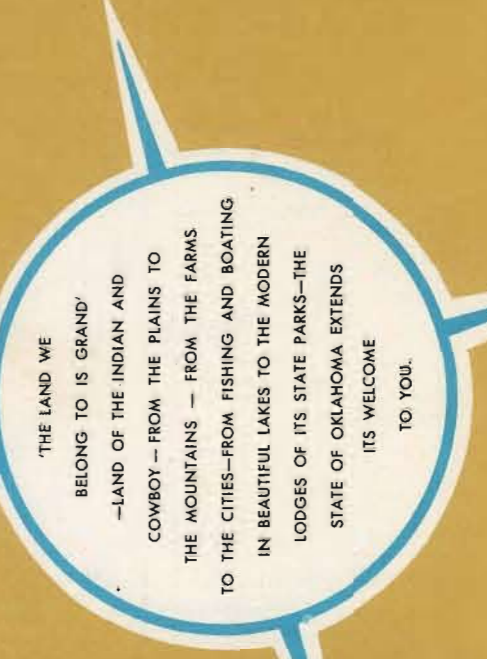 'THE LAND WE
BELONG TO IS GRAND'
—LAND OF THE INDIAN AND
COWBOY — FROM THE PLAINS TO
THE MOUNTAINS — FROM THE FARMS
TO THE CITIES—FROM FISHING AND BOATING
IN BEAUTIFUL LAKES TO THE MODERN
LODGES OF ITS STATE PARKS—THE
STATE OF OKLAHOMA EXTENDS
ITS WELCOME
TO YOU.